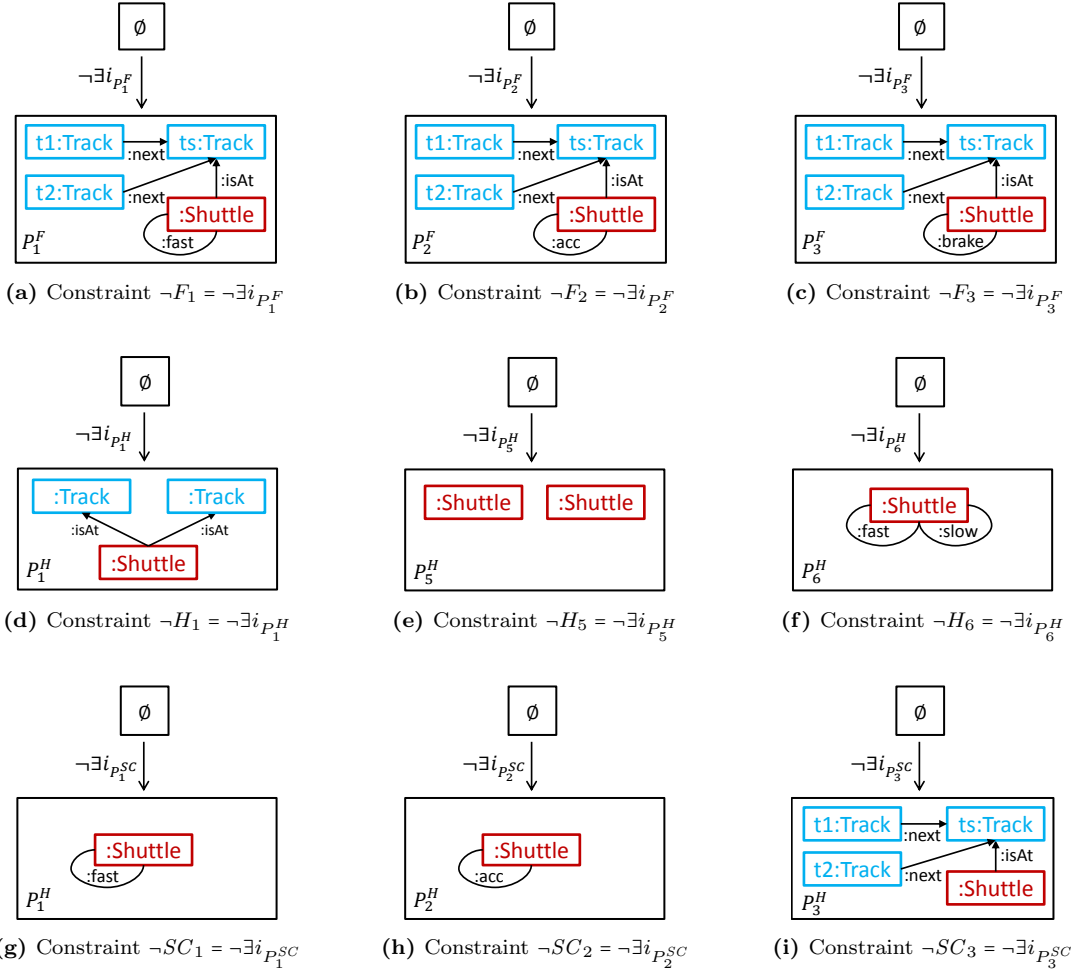 ∅ ∅ ∅
¬∃i_{P_1^F} ¬∃i_{P_2^F} ¬∃i_{P_3^F}
t1:Track ts:Track t1:Track ts:Track t1:Track ts:Track
:next :next :next
t2:Track :isAt t2:Track :isAt t2:Track :isAt
:next :next :next
:Shuttle :Shuttle :Shuttle
P_1^F :fast P_2^F :acc P_3^F :brake
(a) Constraint ¬F_1 = ¬∃i_{P_1^F} (b) Constraint ¬F_2 = ¬∃i_{P_2^F} (c) Constraint ¬F_3 = ¬∃i_{P_3^F}
∅ ∅ ∅
¬∃i_{P_1^H} ¬∃i_{P_5^H} ¬∃i_{P_6^H}
:Track :Track :Shuttle :Shuttle :Shuttle
:isAt :isAt :fast :slow
:Shuttle
P_1^H P_5^H P_6^H
(d) Constraint ¬H_1 = ¬∃i_{P_1^H} (e) Constraint ¬H_5 = ¬∃i_{P_5^H} (f) Constraint ¬H_6 = ¬∃i_{P_6^H}
∅ ∅ ∅
¬∃i_{P_1^{SC}} ¬∃i_{P_2^{SC}} ¬∃i_{P_3^{SC}}
t1:Track ts:Track
:next
:Shuttle :Shuttle t2:Track :isAt
:fast :acc :next :Shuttle
P_1^H P_2^H P_3^H
(g) Constraint ¬SC_1 = ¬∃i_{P_1^{SC}} (h) Constraint ¬SC_2 = ¬∃i_{P_2^{SC}} (i) Constraint ¬SC_3 = ¬∃i_{P_3^{SC}}